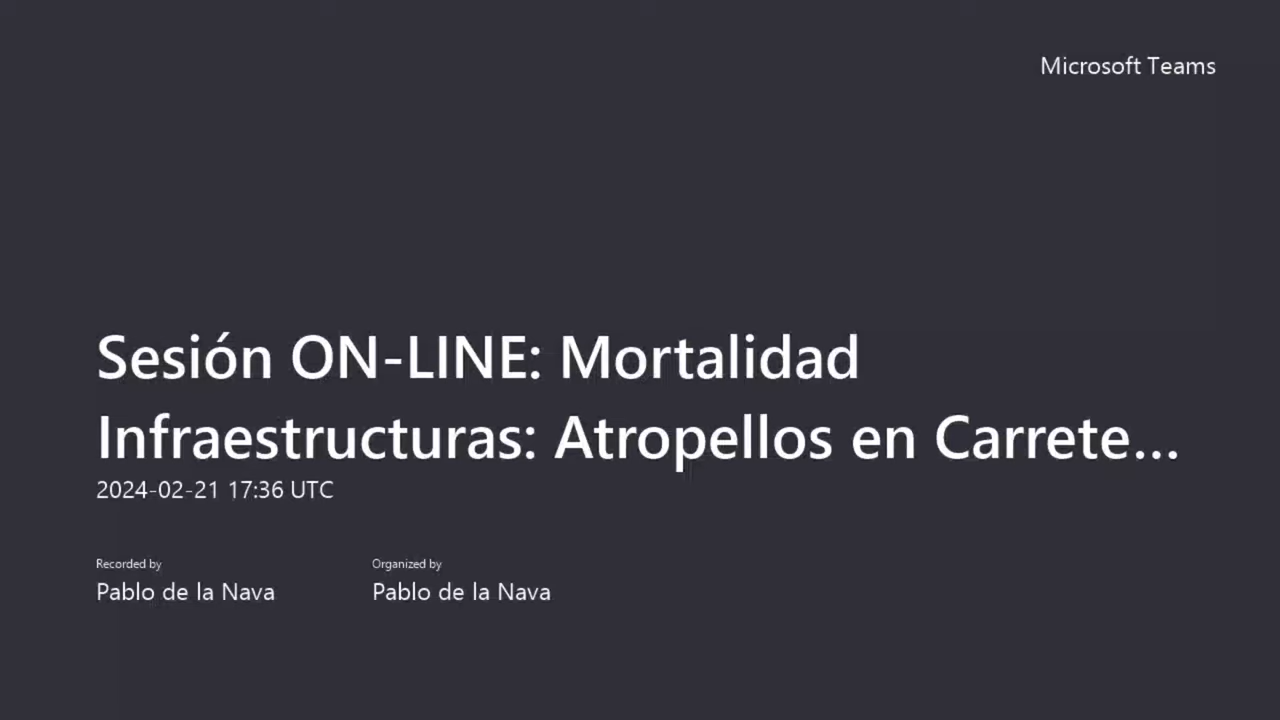 Microsoft Teams
Sesión ON-LINE: Mortalidad
Infraestructuras: Atropellos en Carrete...
2024-02-21 17:36 UTC
Recorded by
Organized by
Pablo de la Nava
Pablo de la Nava